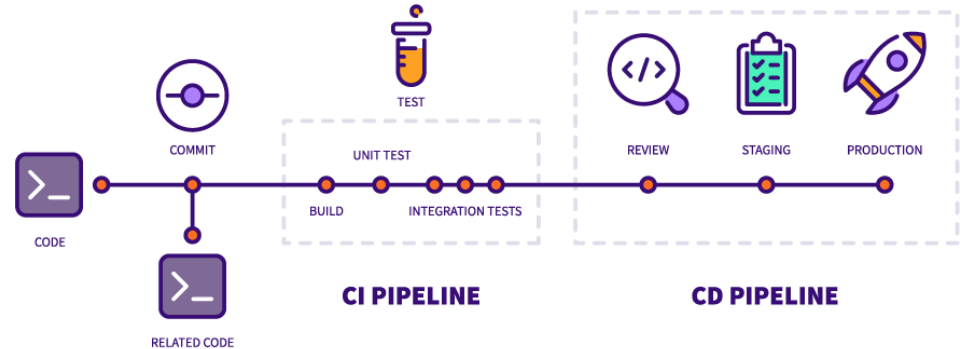 TEST
COMMIT
REVIEW
STAGING
PRODUCTION
UNIT TEST
BUILD
INTEGRATION TESTS
CODE
CI PIPELINE
CD PIPELINE
RELATED CODE